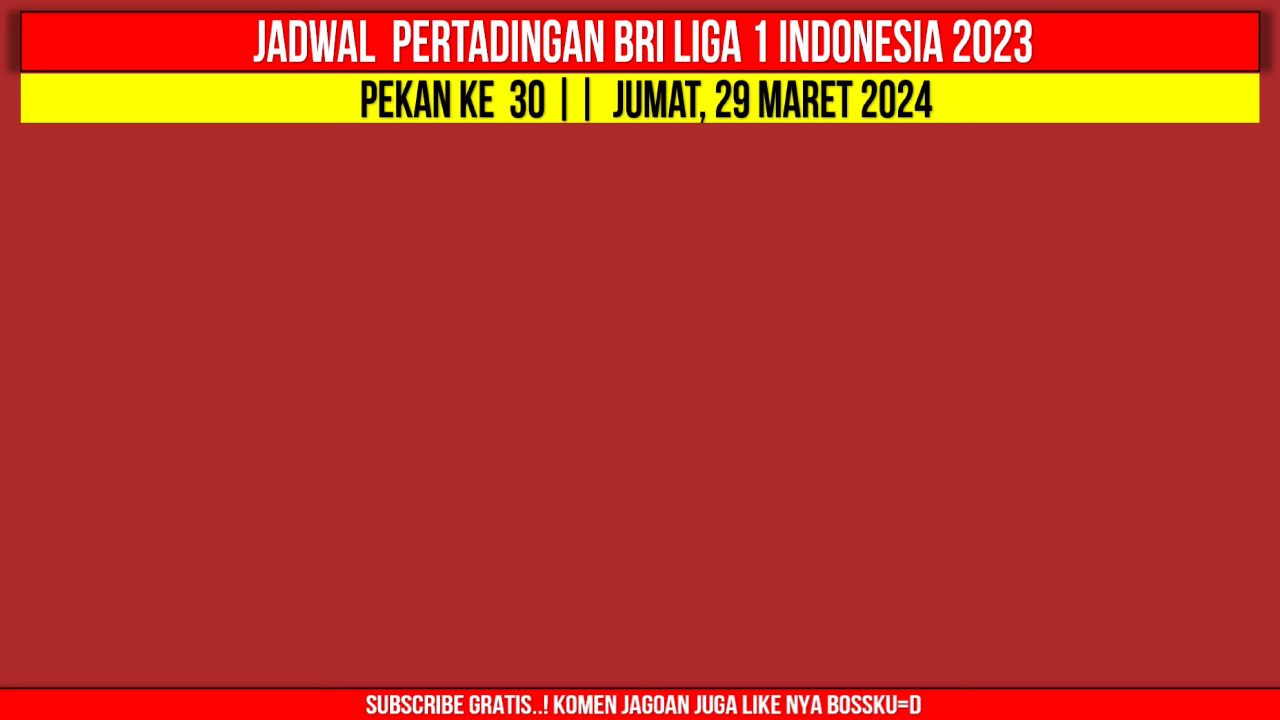 JADWAL PERTADINGAN BRI LIGA 1 INDONESIA 2023
PEKAN KE 30 || JUMAT, 29 MARET 2024
SUBSCRIBE GRATIS..! KOMEN JAGOAN JUGA LIKE NYA BOSSKU=D